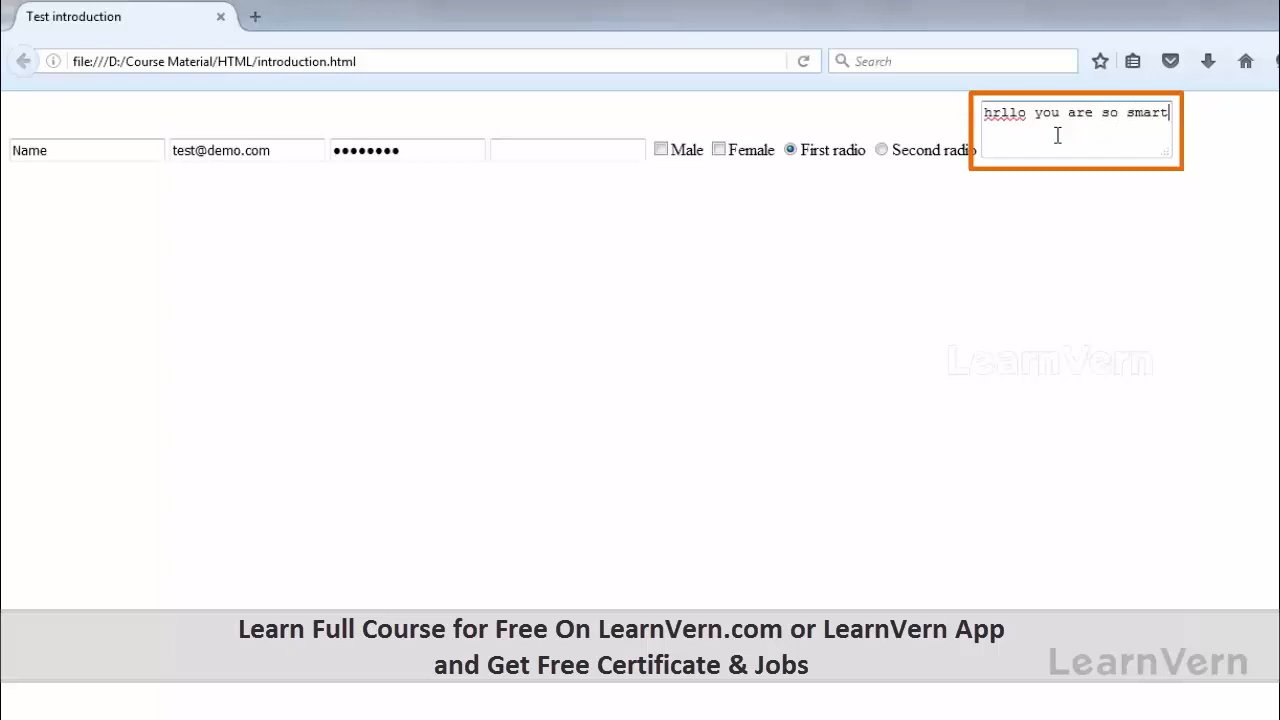 Test introduction
file:///D:/Course Material/HTML/introduction.html
Search
hrllo you are so smart
Name
test@demo.com
••••••••
Male
Female
First radio
Second radio
LearnVern
Learn Full Course for Free On LearnVern.com or LearnVern App
and Get Free Certificate & Jobs
LearnVern